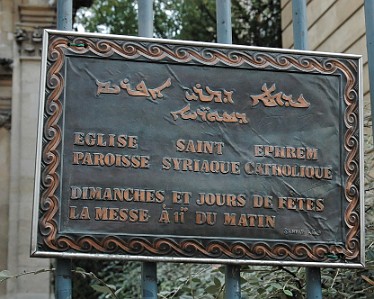 EGLISE SAINT EPHREM
PAROISSE SYRIAQUE CATHOLIQUE
DIMANCHES ET JOURS DE FETES
LA MESSE À 11ʰ DU MATIN